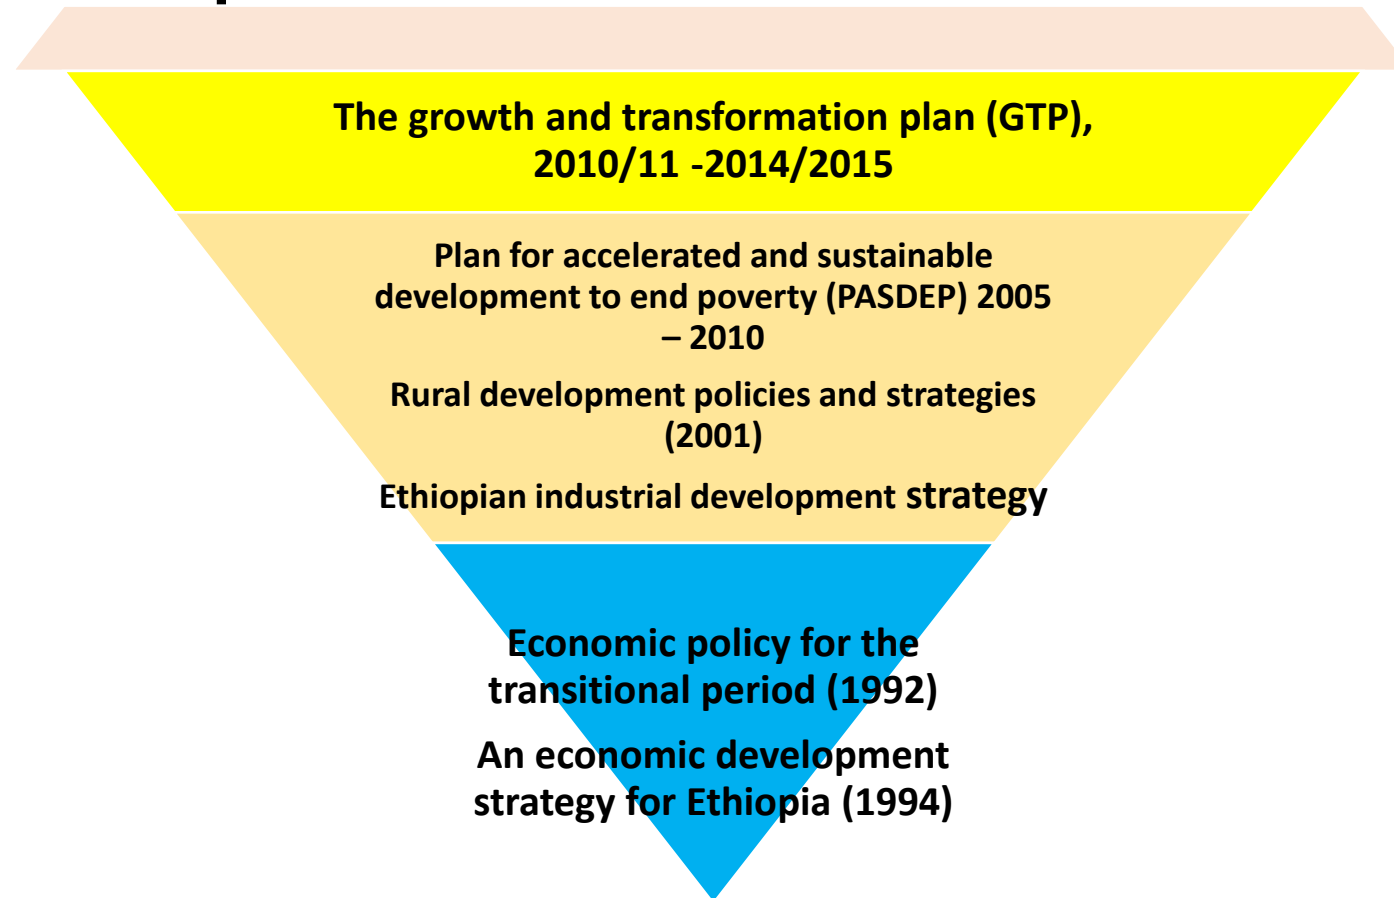 The growth and transformation plan (GTP),
2010/11 -2014/2015
Plan for accelerated and sustainable
development to end poverty (PASDEP) 2005
– 2010
Rural development policies and strategies
(2001)
Ethiopian industrial development strategy
Economic policy for the
transitional period (1992)
An economic development
strategy for Ethiopia (1994)